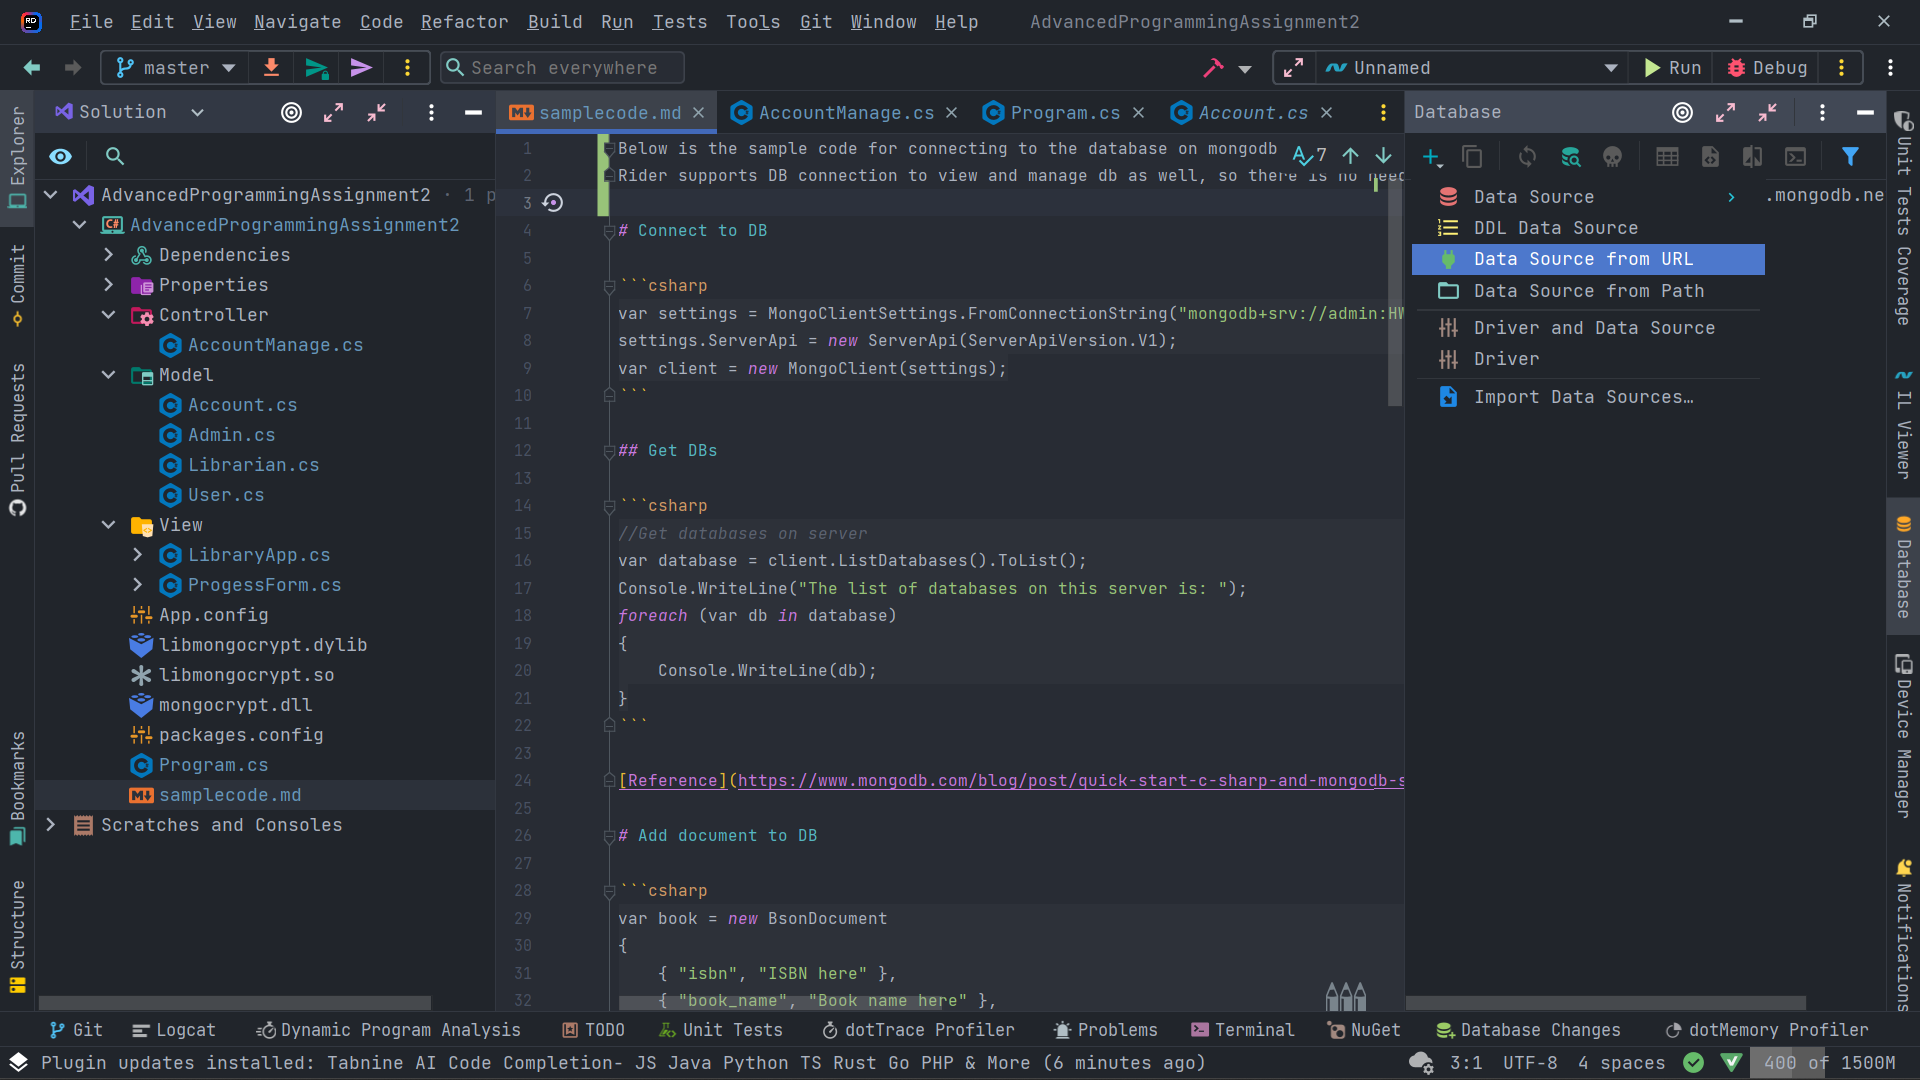 File Edit View Navigate Code Refactor Build Run Tests Tools Git Window Help AdvancedProgrammingAssignment2
master Search everywhere Unnamed Run Debug
Solution
samplecode.md AccountManage.cs Program.cs Account.cs
Database
Explorer
Commit
Pull Requests
Bookmarks
Structure
AdvancedProgrammingAssignment2 · 1 p
AdvancedProgrammingAssignment2
Dependencies
Properties
Controller
AccountManage.cs
Model
Account.cs
Admin.cs
Librarian.cs
User.cs
View
LibraryApp.cs
ProgessForm.cs
App.config
libmongocrypt.dylib
libmongocrypt.so
mongocrypt.dll
packages.config
Program.cs
samplecode.md
Scratches and Consoles
7
1 Below is the sample code for connecting to the database on mongodb
2 Rider supports DB connection to view and manage db as well, so there is no need
3
4 # Connect to DB
5
6 ```csharp
7 var settings = MongoClientSettings.FromConnectionString("mongodb+srv://admin:HW
8 settings.ServerApi = new ServerApi(ServerApiVersion.V1);
9 var client = new MongoClient(settings);
10 ```
11
12 ## Get DBs
13
14 ```csharp
15 //Get databases on server
16 var database = client.ListDatabases().ToList();
17 Console.WriteLine("The list of databases on this server is: ");
18 foreach (var db in database)
19 {
20 Console.WriteLine(db);
21 }
22 ```
23
24 [Reference](https://www.mongodb.com/blog/post/quick-start-c-sharp-and-mongodb-s
25
26 # Add document to DB
27
28 ```csharp
29 var book = new BsonDocument
30 {
31 { "isbn", "ISBN here" },
32 { "book_name", "Book name here" },
Data Source
.mongodb.ne
DDL Data Source
Data Source from URL
Data Source from Path
Driver and Data Source
Driver
Import Data Sources…
Unit Tests Coverage
IL Viewer
Database
Device Manager
Notifications
Git Logcat Dynamic Program Analysis TODO Unit Tests dotTrace Profiler Problems Terminal NuGet Database Changes dotMemory Profiler
Plugin updates installed: Tabnine AI Code Completion- JS Java Python TS Rust Go PHP & More (6 minutes ago) 3:1 UTF-8 4 spaces 400 of 1500M